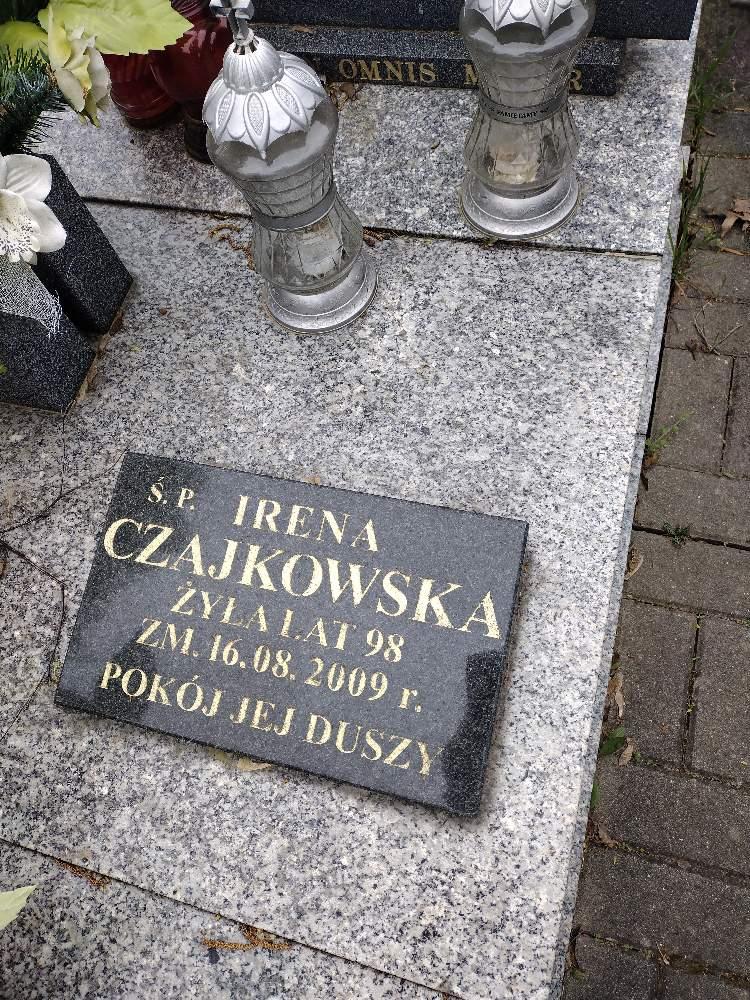 OMNIS
Ś. P. IRENA
CZAJKOWSKA
ŻYŁA LAT 98
ZM. 16.08.2009 r.
POKÓJ JEJ DUSZY